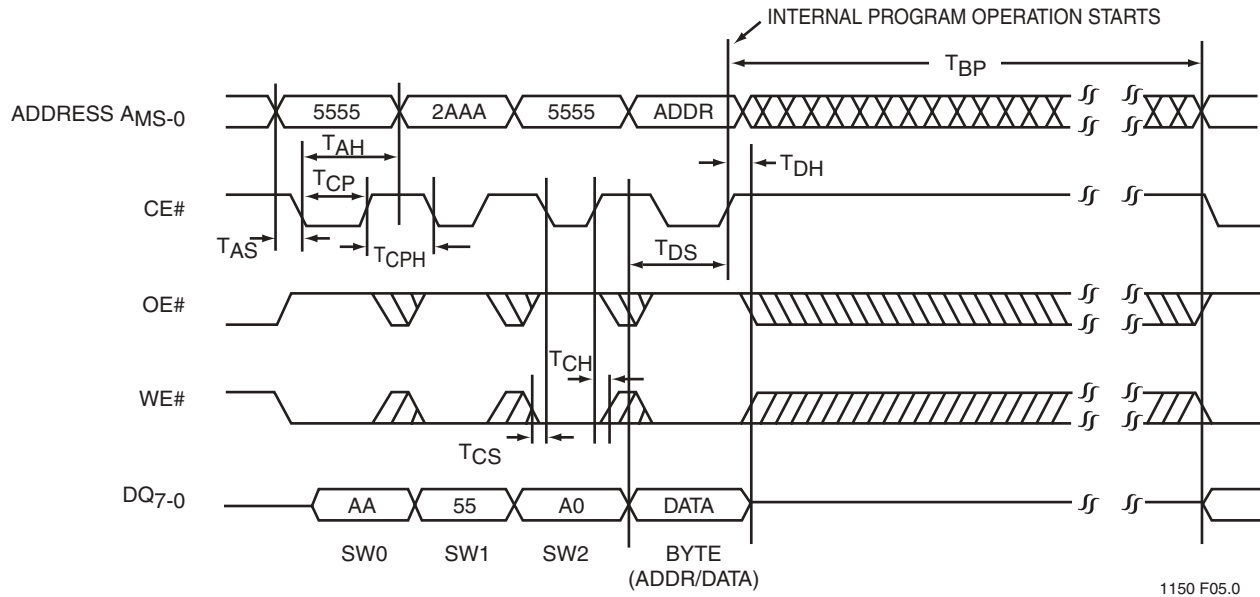 INTERNAL PROGRAM OPERATION STARTS
TBP
ADDRESS AMS-0
5555
2AAA
5555
ADDR
TAH
TDH
TCP
CE#
TAS
TCPH
TDS
OE#
TCH
WE#
TCS
DQ7-0
AA
55
A0
DATA
SW0
SW1
SW2
BYTE
(ADDR/DATA)
1150 F05.0